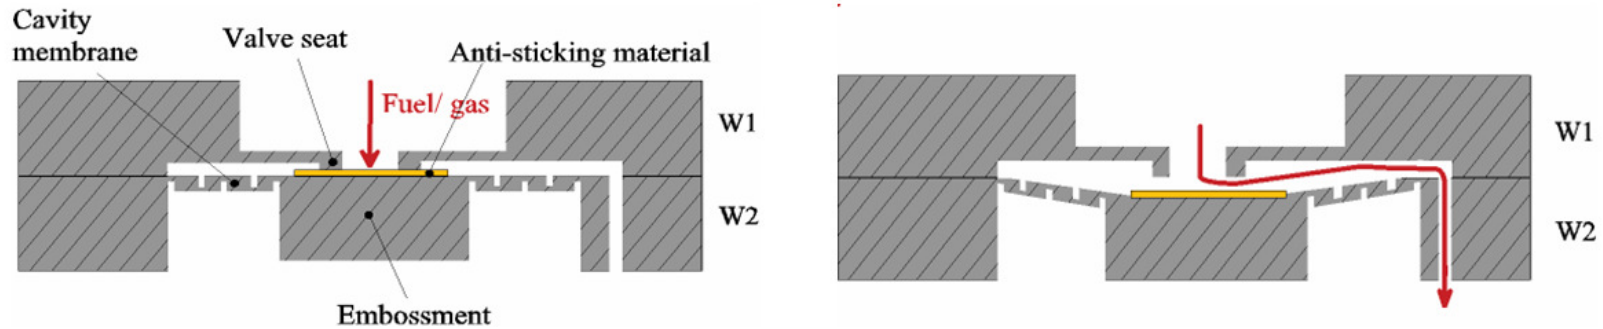 Cavity
membrane
Valve seat
Anti-sticking material
Fuel/ gas
W1
W2
Embossment
W1
W2